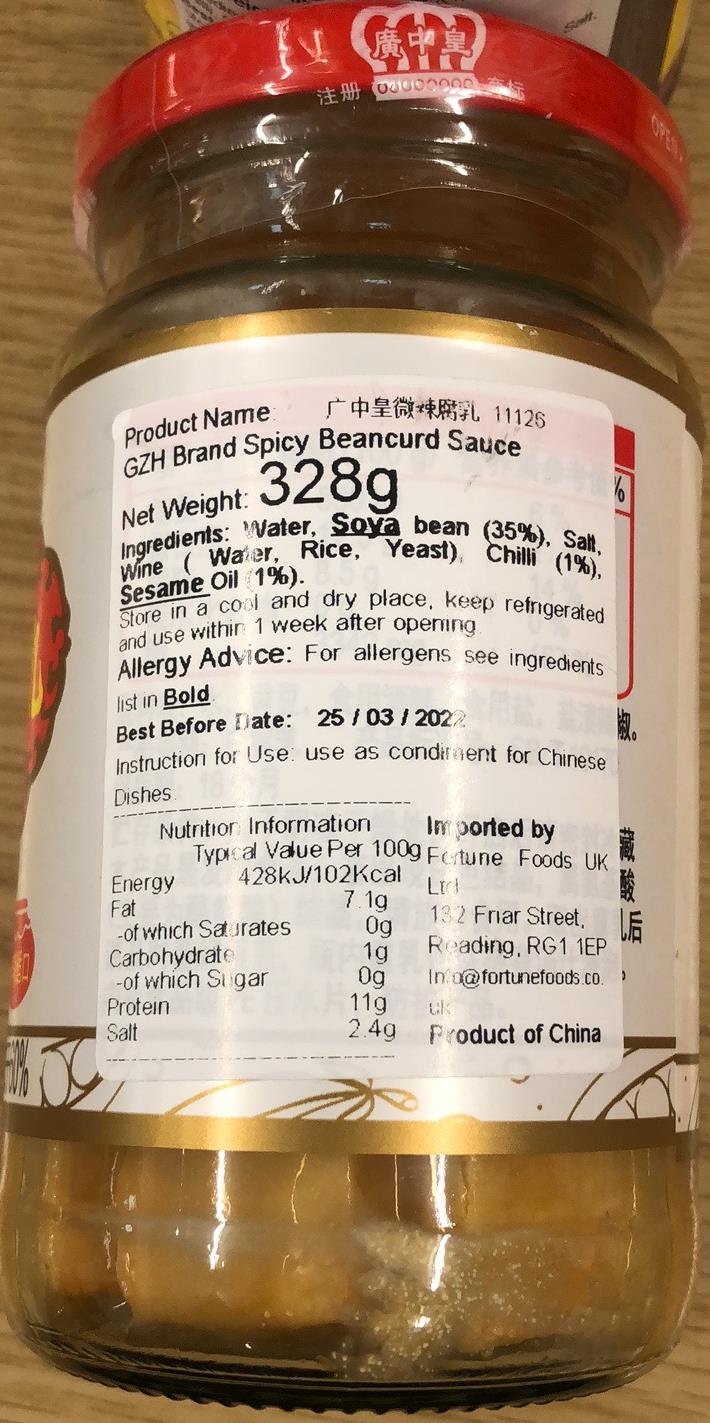 Salt.
廣中皇
注册 商标
OPEN
Product Name: 广中皇微辣腐乳 11126
GZH Brand Spicy Beancurd Sauce
Net Weight: 328g
Ingredients: Water, Soya bean (35%), Salt,
Wine ( Water, Rice, Yeast), Chilli (1%),
Sesame Oil (1%).
Store in a cool and dry place, keep refrigerated
and use within 1 week after opening
Allergy Advice: For allergens see ingredients
list in Bold.
Best Before Date: 25 / 03 / 2022
Instruction for Use: use as condiment for Chinese
Dishes.
Nutrition Information
Typical Value Per 100g
Energy 428kJ/102Kcal
Fat 7.1g
-of which Saturates 0g
Carbohydrate 1g
-of which Sugar 0g
Protein 11g
Salt 2.4g
Imported by
Fortune Foods UK
Ltd
132 Friar Street,
Reading, RG1 1EP
Info@fortunefoods.co.
uk
Product of China
%
椒。
藏
酸
后